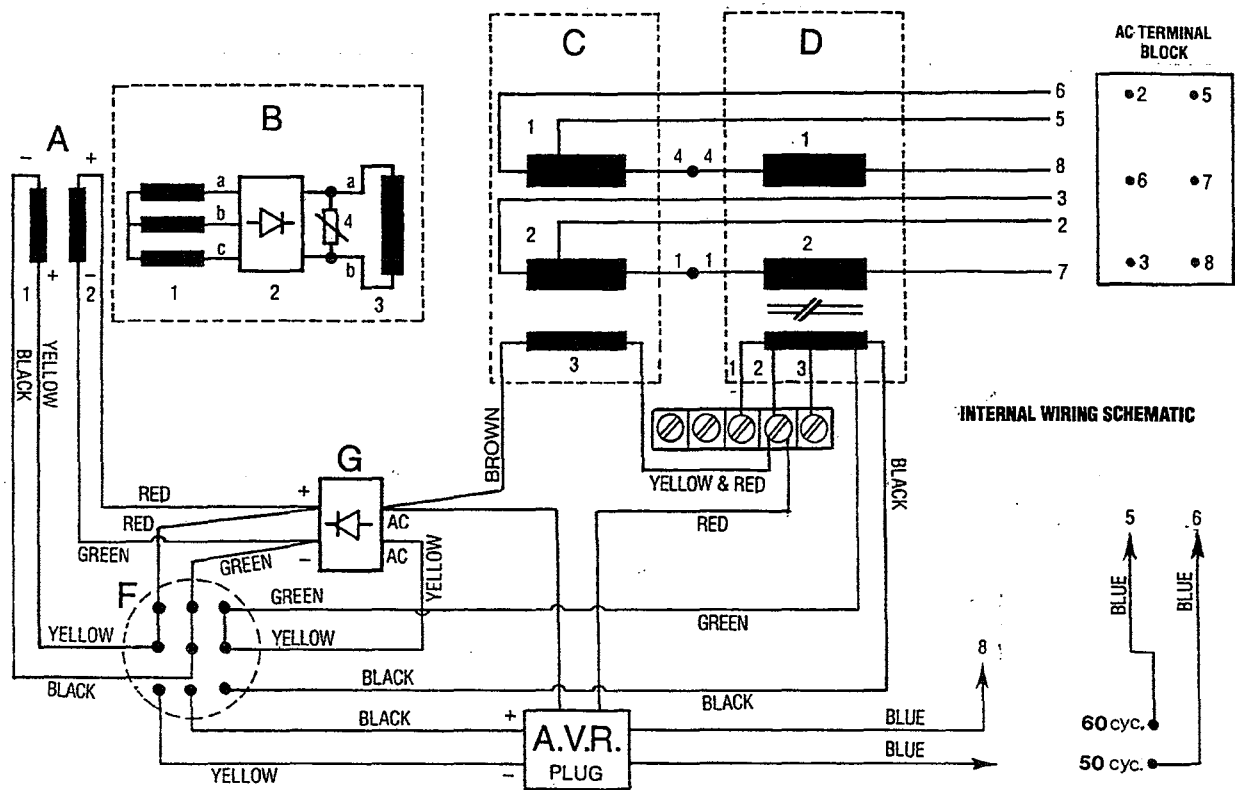 AC TERMINAL
BLOCK
C
D
A
B
- +
1
a
b
c
a
b
4
1
2
3
+ -
1
2
BLACK
YELLOW
1
4 4
1
2
1 1
2
3
1
2
3
6
5
8
3
2
7
2 5
6 7
3 8
INTERNAL WIRING SCHEMATIC
BROWN
YELLOW & RED
RED
BLACK
G
+
-
AC
AC
RED
RED
GREEN
GREEN
YELLOW
F
GREEN
GREEN
YELLOW
YELLOW
BLACK
BLACK
BLACK
BLACK
YELLOW
+
-
A.V.R.
PLUG
BLUE
BLUE
8
5
6
BLUE
BLUE
60 cyc.
50 cyc.